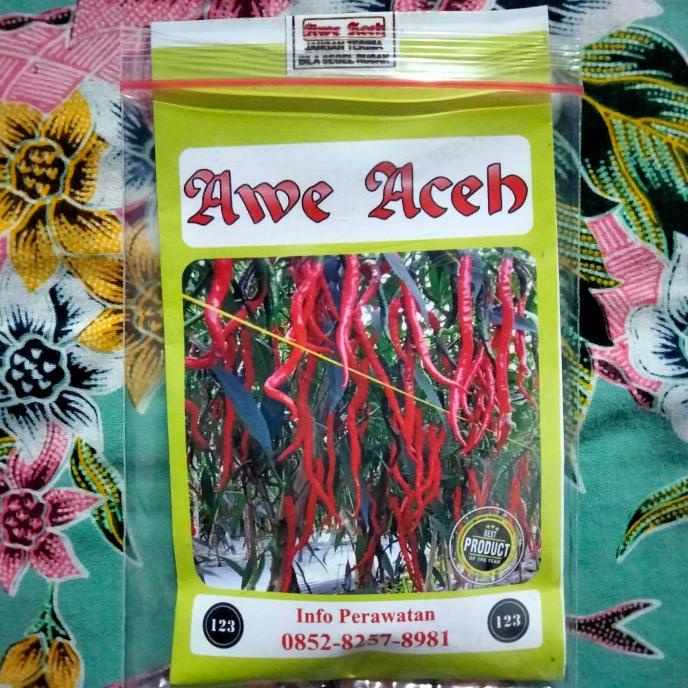 Awe Aceh
JANGAN TERIMA
BILA SEGEL RUSAK
Awe Aceh
BEST
PRODUCT
OF THE YEAR
123
Info Perawatan
0852-8257-8981
123